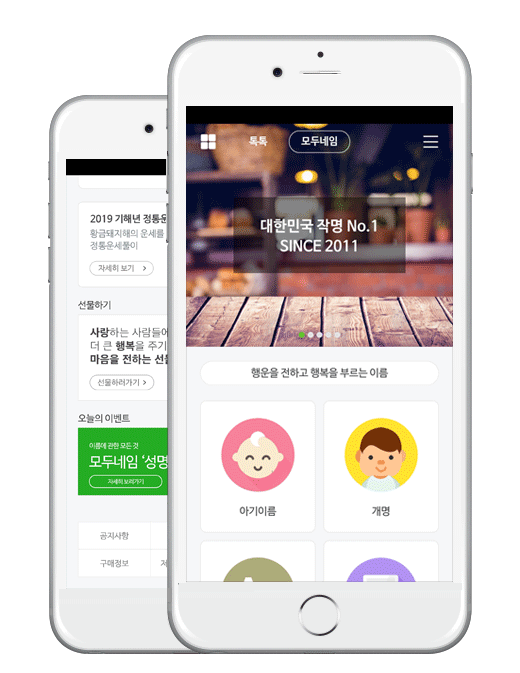 톡톡
모두네임
대한민국 작명 No.1
SINCE 2011
행운을 전하고 행복을 부르는 이름
아기이름
개명
2019 기해년 정통운
황금돼지해의 운세를
정통운세풀이
자세히 보기
선물하기
사랑하는 사람들에
더 큰 행복을 주기
마음을 전하는 선물
선물하러가기
오늘의 이벤트
이름에 관한 모든 것
모두네임 ‘성명
자세히 보러가기
공지사항
구매정보